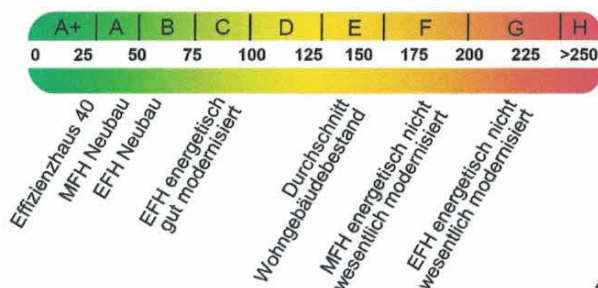 A+ A B C D E F G H
0 25 50 75 100 125 150 175 200 225 >250
Effizienzhaus 40
MFH Neubau
EFH Neubau
EFH energetisch
gut modernisiert
Durchschnitt
Wohngebäudebestand
MFH energetisch nicht
wesentlich modernisiert
EFH energetisch nicht
wesentlich modernisiert